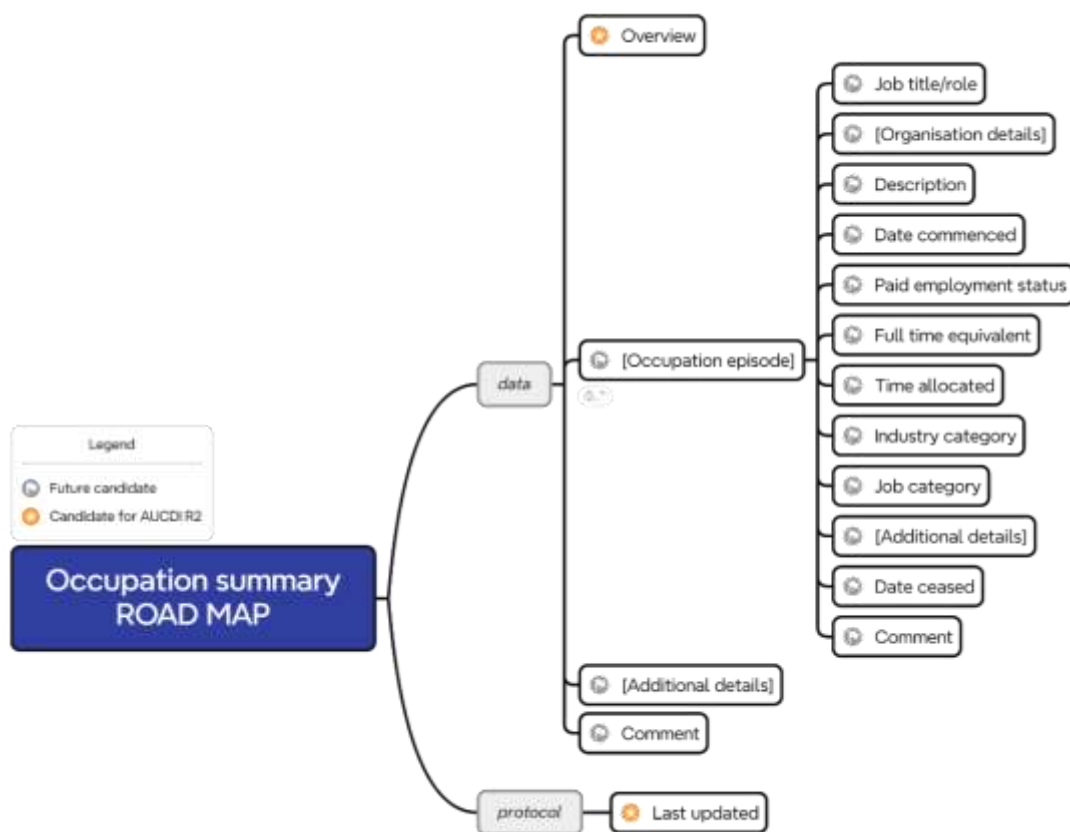 Overview
Job title/role
[Organisation details]
Description
Date commenced
Paid employment status
Full time equivalent
[Occupation episode]
data
Time allocated
Industry category
Legend
Job category
Future candidate
Candidate for AUCDI R2
[Additional details]
Occupation summary
ROAD MAP
Date ceased
Comment
[Additional details]
Comment
protocol
Last updated